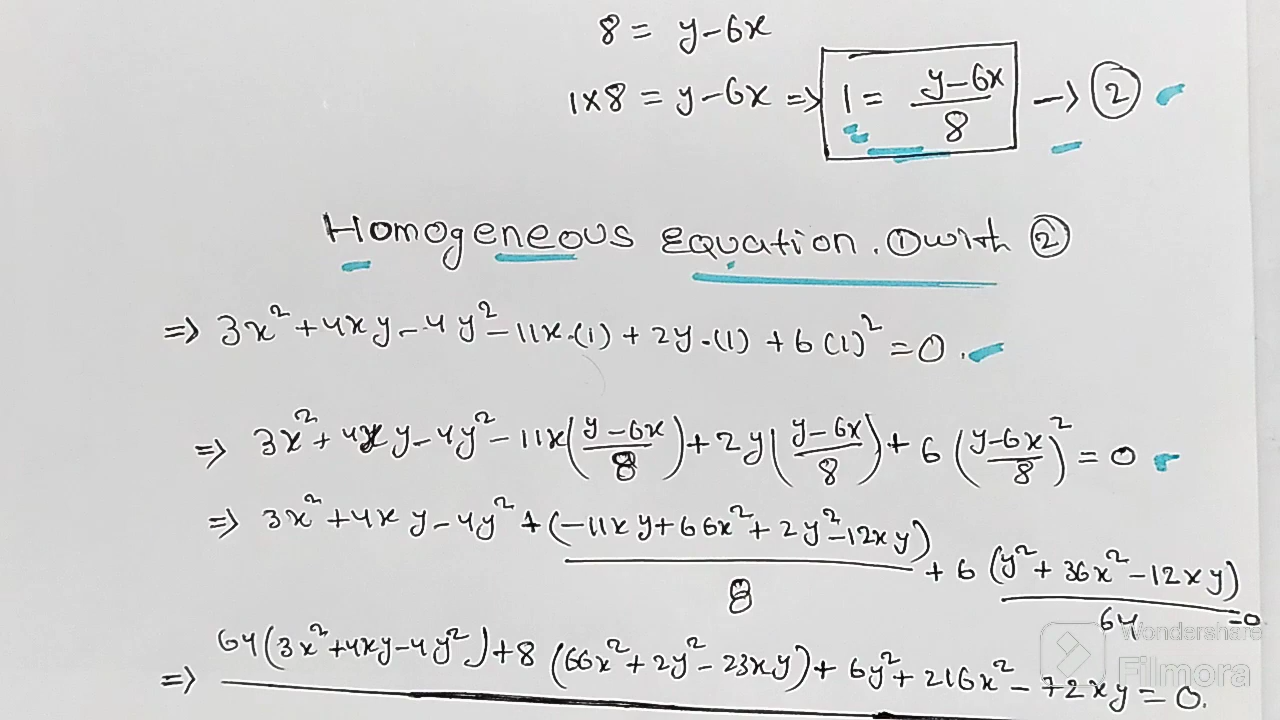 8 = y-6x
1×8 = y-6x => 1 = (y-6x)/8 → ②
Homogeneous equation. ① with ②
=> 3x²+4xy-4y²-11x.(1)+2y.(1)+6(1)²=0.
=> 3x²+4xy-4y²-11x((y-6x)/8)+2y((y-6x)/8)+6((y-6x)/8)²=0
=> 3x²+4xy-4y²+(-11xy+66x²+2y²-12xy)/8+6(y²+36x²-12xy)/64=0
=> 64(3x²+4xy-4y²)+8(66x²+2y²-23xy)+6y²+216x²-72xy=0.
Wondershare
Filmora